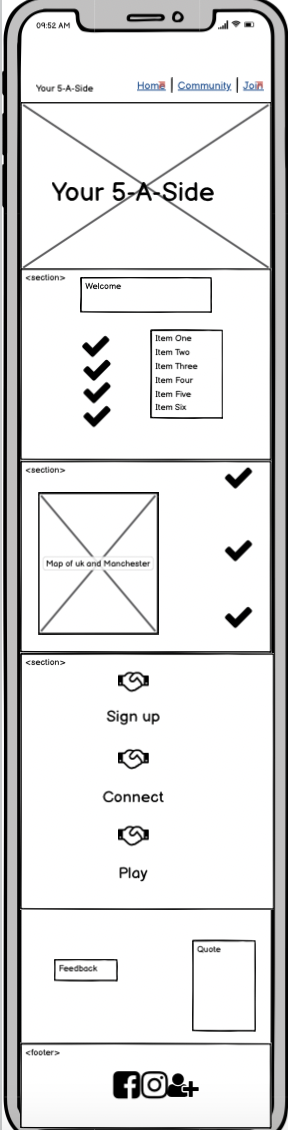 09:52 AM
Your 5-A-Side
Home | Community | Join
Your 5-A-Side
<section>
Welcome
Item One
Item Two
Item Three
Item Four
Item Five
Item Six
<section>
Map of uk and Manchester
<section>
Sign up
Connect
Play
Feedback
Quote
<footer>